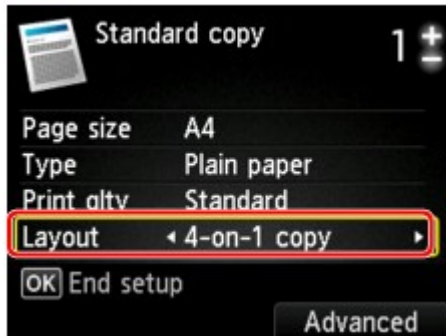 Standard copy
1
Page size A4
Type Plain paper
Print qlty Standard
Layout 4-on-1 copy
OK End setup
Advanced